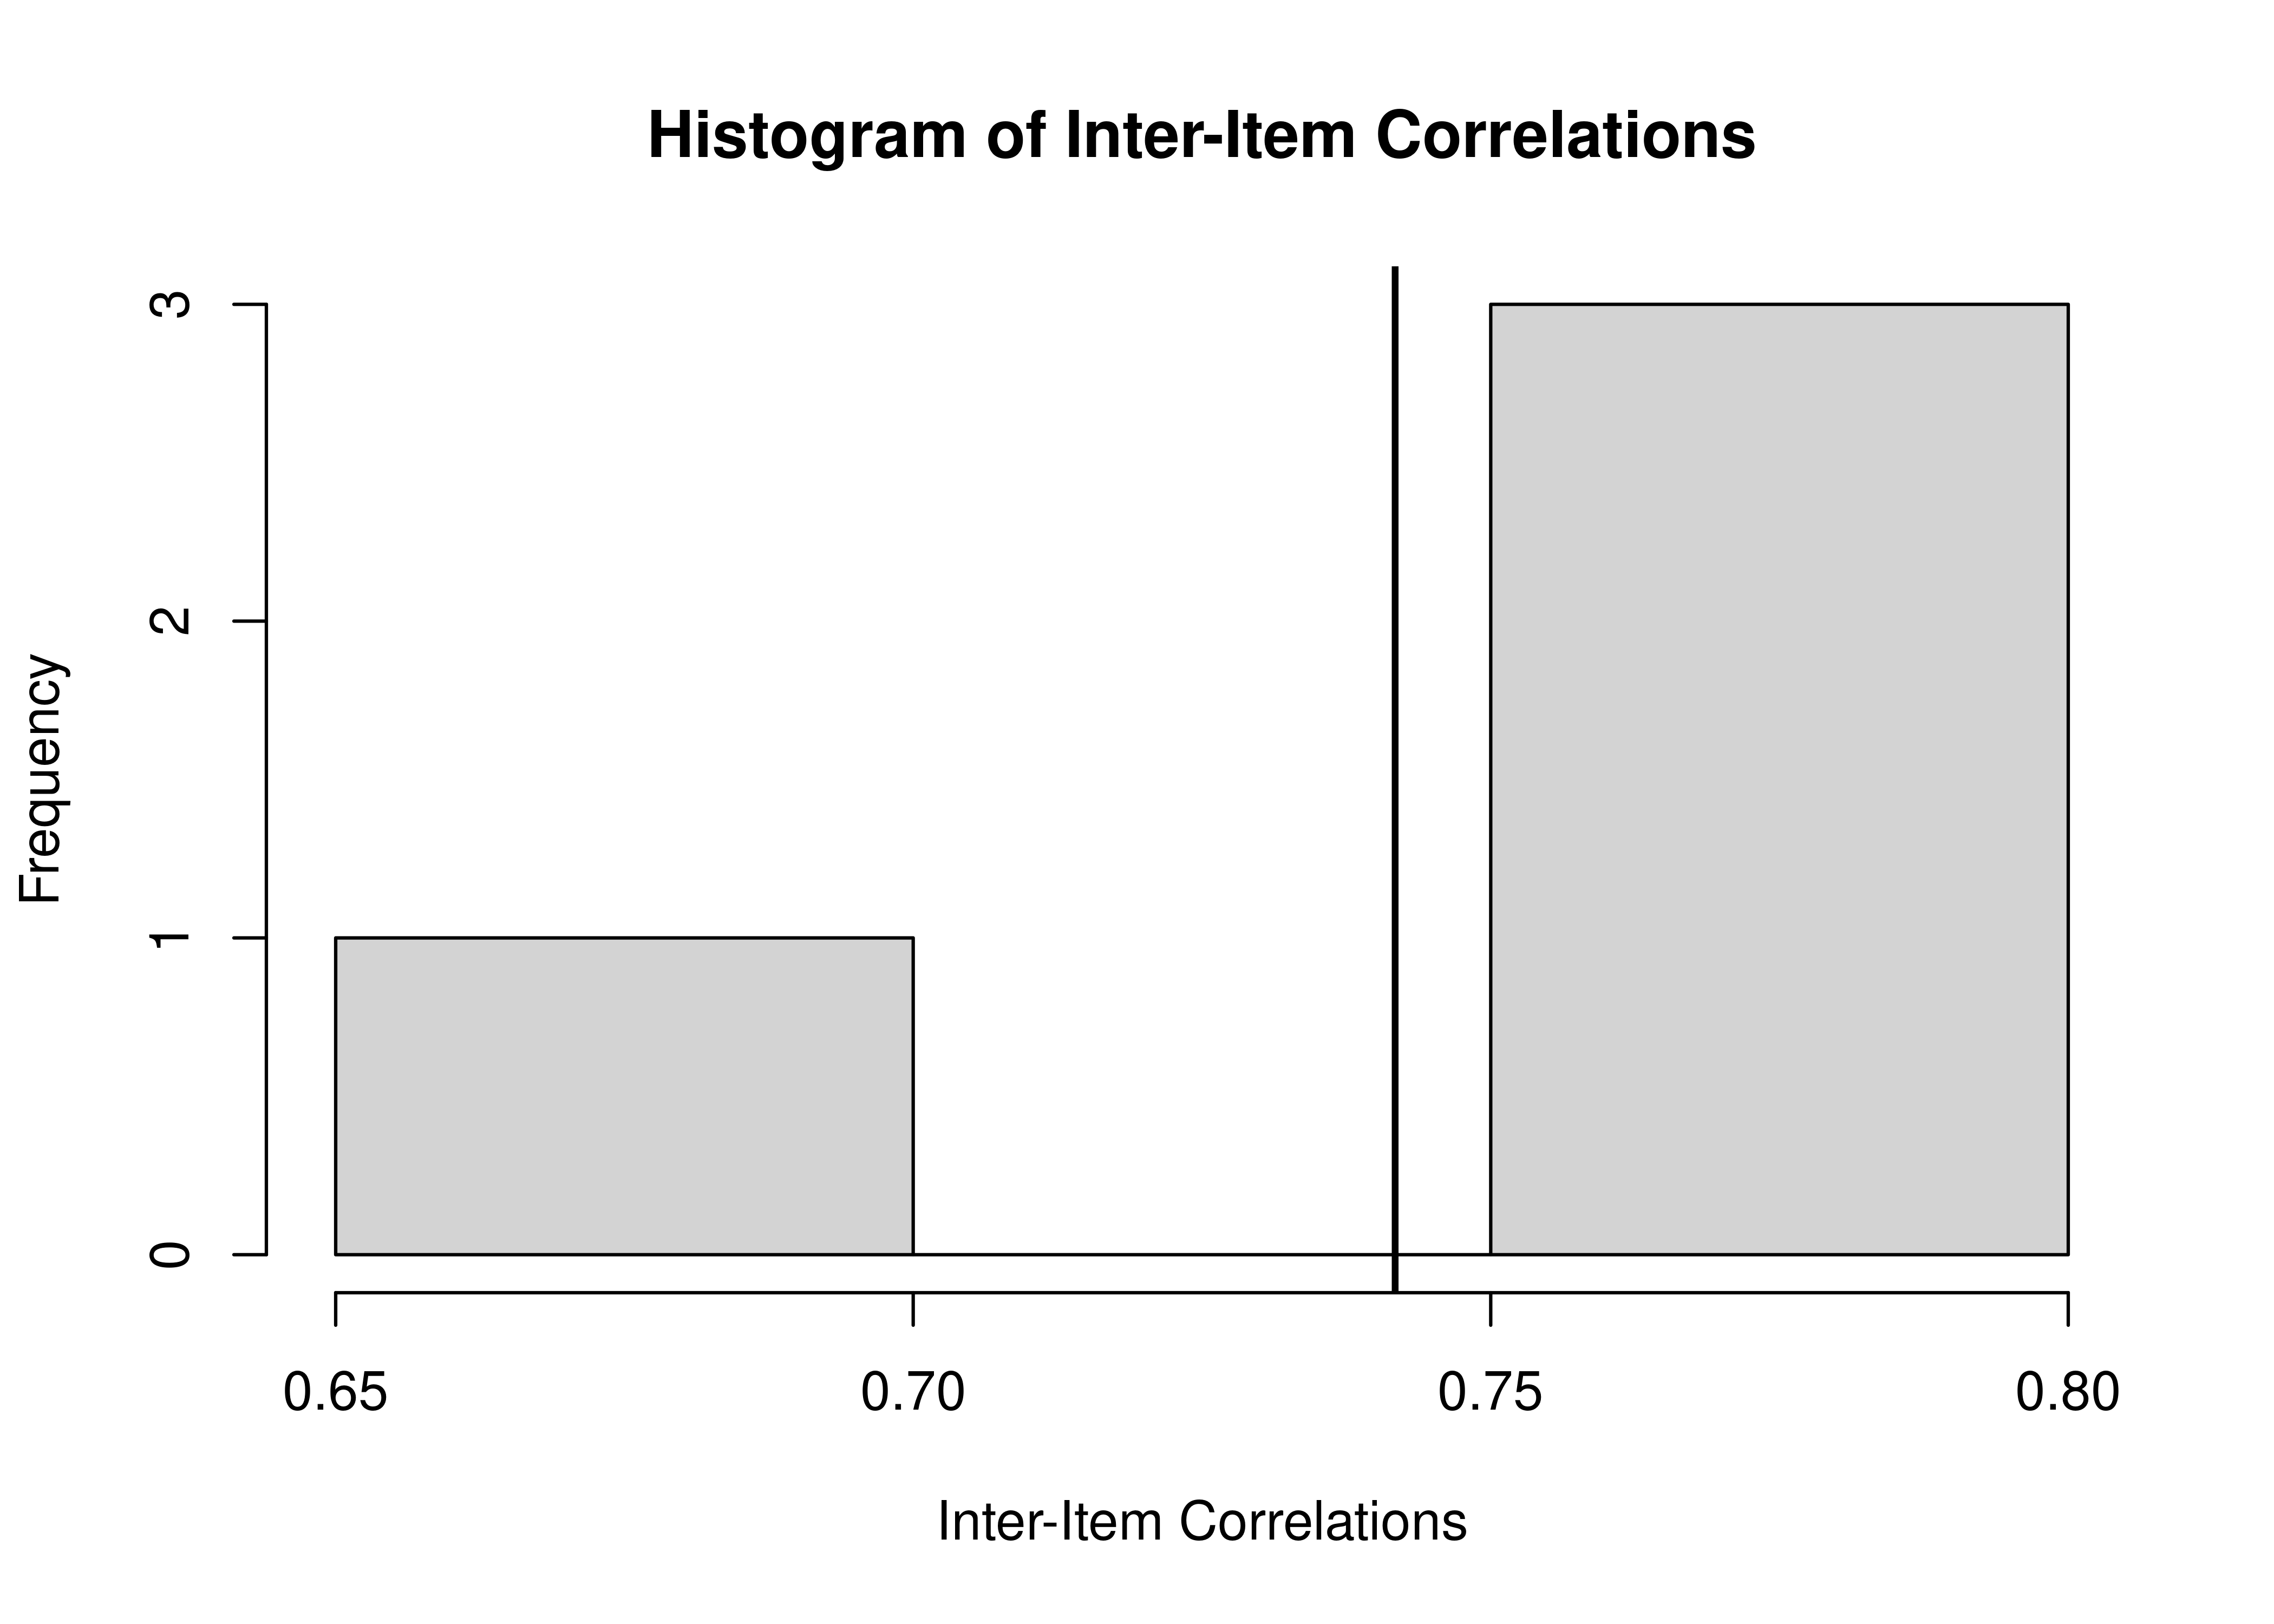 Histogram of Inter-Item Correlations
Frequency
3
2
1
0
0.65 0.70 0.75 0.80
Inter-Item Correlations